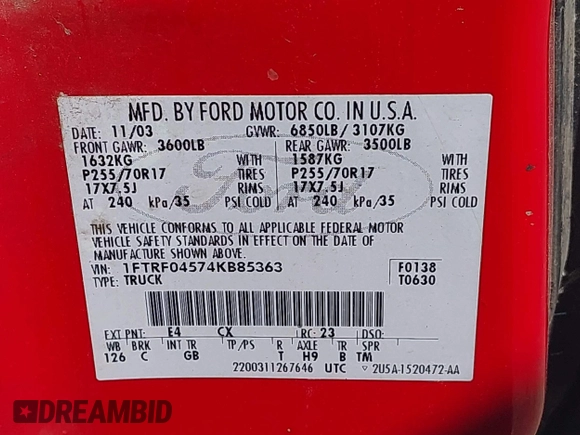 MFD. BY FORD MOTOR CO. IN U.S.A.
DATE: 11/03 GVWR: 6850LB/ 3107KG
FRONT GAWR: 3600LB REAR GAWR: 3500LB
1632KG WITH 1587KG WITH
P255/70R17 TIRES P255/70R17 TIRES
17X7.5J RIMS 17X7.5J RIMS
AT 240 kPa/35 PSI COLD AT 240 kPa/35 PSI COLD
THIS VEHICLE CONFORMS TO ALL APPLICABLE FEDERAL MOTOR
VEHICLE SAFETY STANDARDS IN EFFECT ON THE DATE OF
MANUFACTURE SHOWN ABOVE.
VIN: 1FTRF04574KB85363 F0138
TYPE: TRUCK T0630
EXT PNT: E4 CX RC: 23 DSO:
WB BRK INT TR TP/PS R AXLE TR SPR
126 C GB T H9 B TM
2200311267646 UTC 2U5A-1520472-AA
Ford
DREAMBID